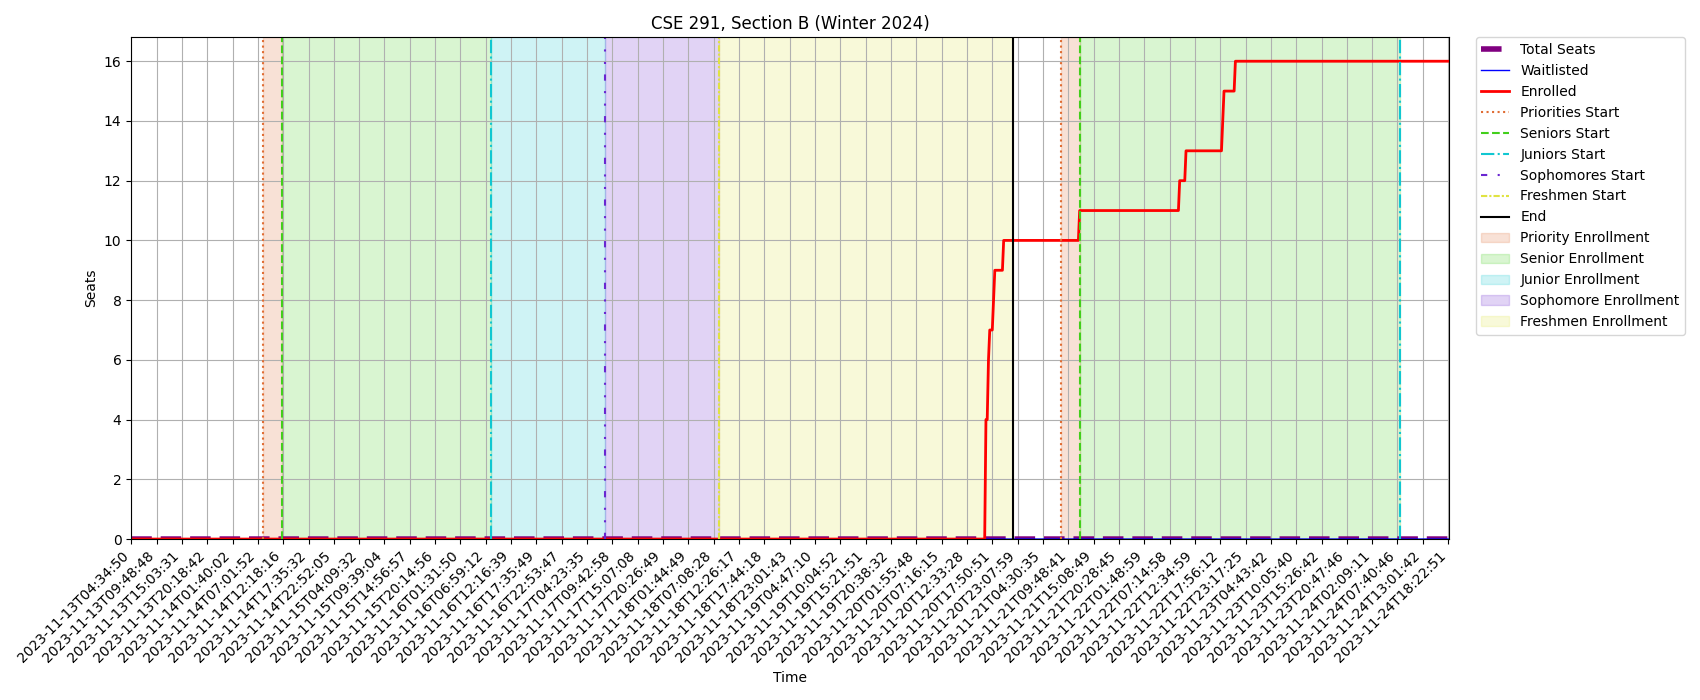 CSE 291, Section B (Winter 2024)
Seats
16
14
12
10
8
6
4
2
0
2023-11-13T04:34:50
2023-11-13T09:48:48
2023-11-13T15:03:31
2023-11-13T20:18:42
2023-11-14T01:40:02
2023-11-14T07:01:52
2023-11-14T12:18:16
2023-11-14T17:35:32
2023-11-14T22:52:05
2023-11-15T04:09:32
2023-11-15T09:39:04
2023-11-15T14:56:57
2023-11-15T20:14:56
2023-11-16T01:31:50
2023-11-16T06:59:12
2023-11-16T12:16:39
2023-11-16T17:35:49
2023-11-16T22:53:47
2023-11-17T04:23:35
2023-11-17T09:42:58
2023-11-17T15:07:08
2023-11-17T20:26:49
2023-11-18T01:44:49
2023-11-18T07:08:28
2023-11-18T12:26:17
2023-11-18T17:44:18
2023-11-18T23:01:43
2023-11-19T04:47:10
2023-11-19T10:04:52
2023-11-19T15:21:51
2023-11-19T20:38:32
2023-11-20T01:55:48
2023-11-20T07:16:15
2023-11-20T12:33:28
2023-11-20T17:50:51
2023-11-20T23:07:59
2023-11-21T04:30:35
2023-11-21T09:48:41
2023-11-21T15:08:49
2023-11-21T20:28:45
2023-11-22T01:48:59
2023-11-22T07:14:58
2023-11-22T12:34:59
2023-11-22T17:56:12
2023-11-22T23:17:25
2023-11-23T04:43:42
2023-11-23T10:05:40
2023-11-23T15:26:42
2023-11-23T20:47:46
2023-11-24T02:09:11
2023-11-24T07:40:46
2023-11-24T13:01:42
2023-11-24T18:22:51
Time
Total Seats
Waitlisted
Enrolled
Priorities Start
Seniors Start
Juniors Start
Sophomores Start
Freshmen Start
End
Priority Enrollment
Senior Enrollment
Junior Enrollment
Sophomore Enrollment
Freshmen Enrollment